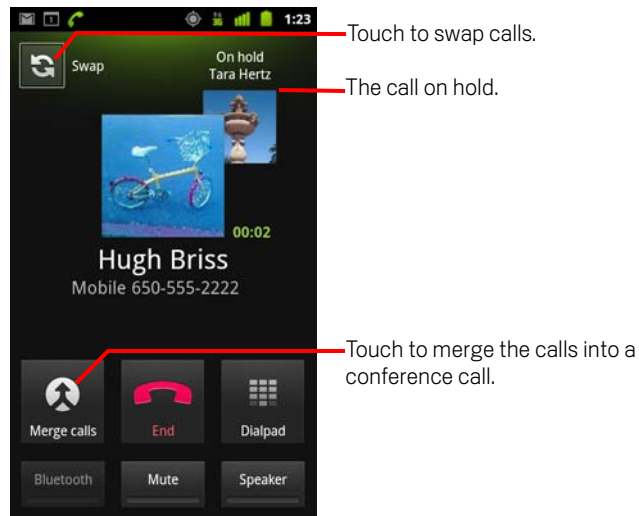 1:23
Touch to swap calls.
Swap
On hold
Tara Hertz
The call on hold.
00:02
Hugh Briss
Mobile 650-555-2222
Touch to merge the calls into a
conference call.
Merge calls
End
Dialpad
Bluetooth
Mute
Speaker